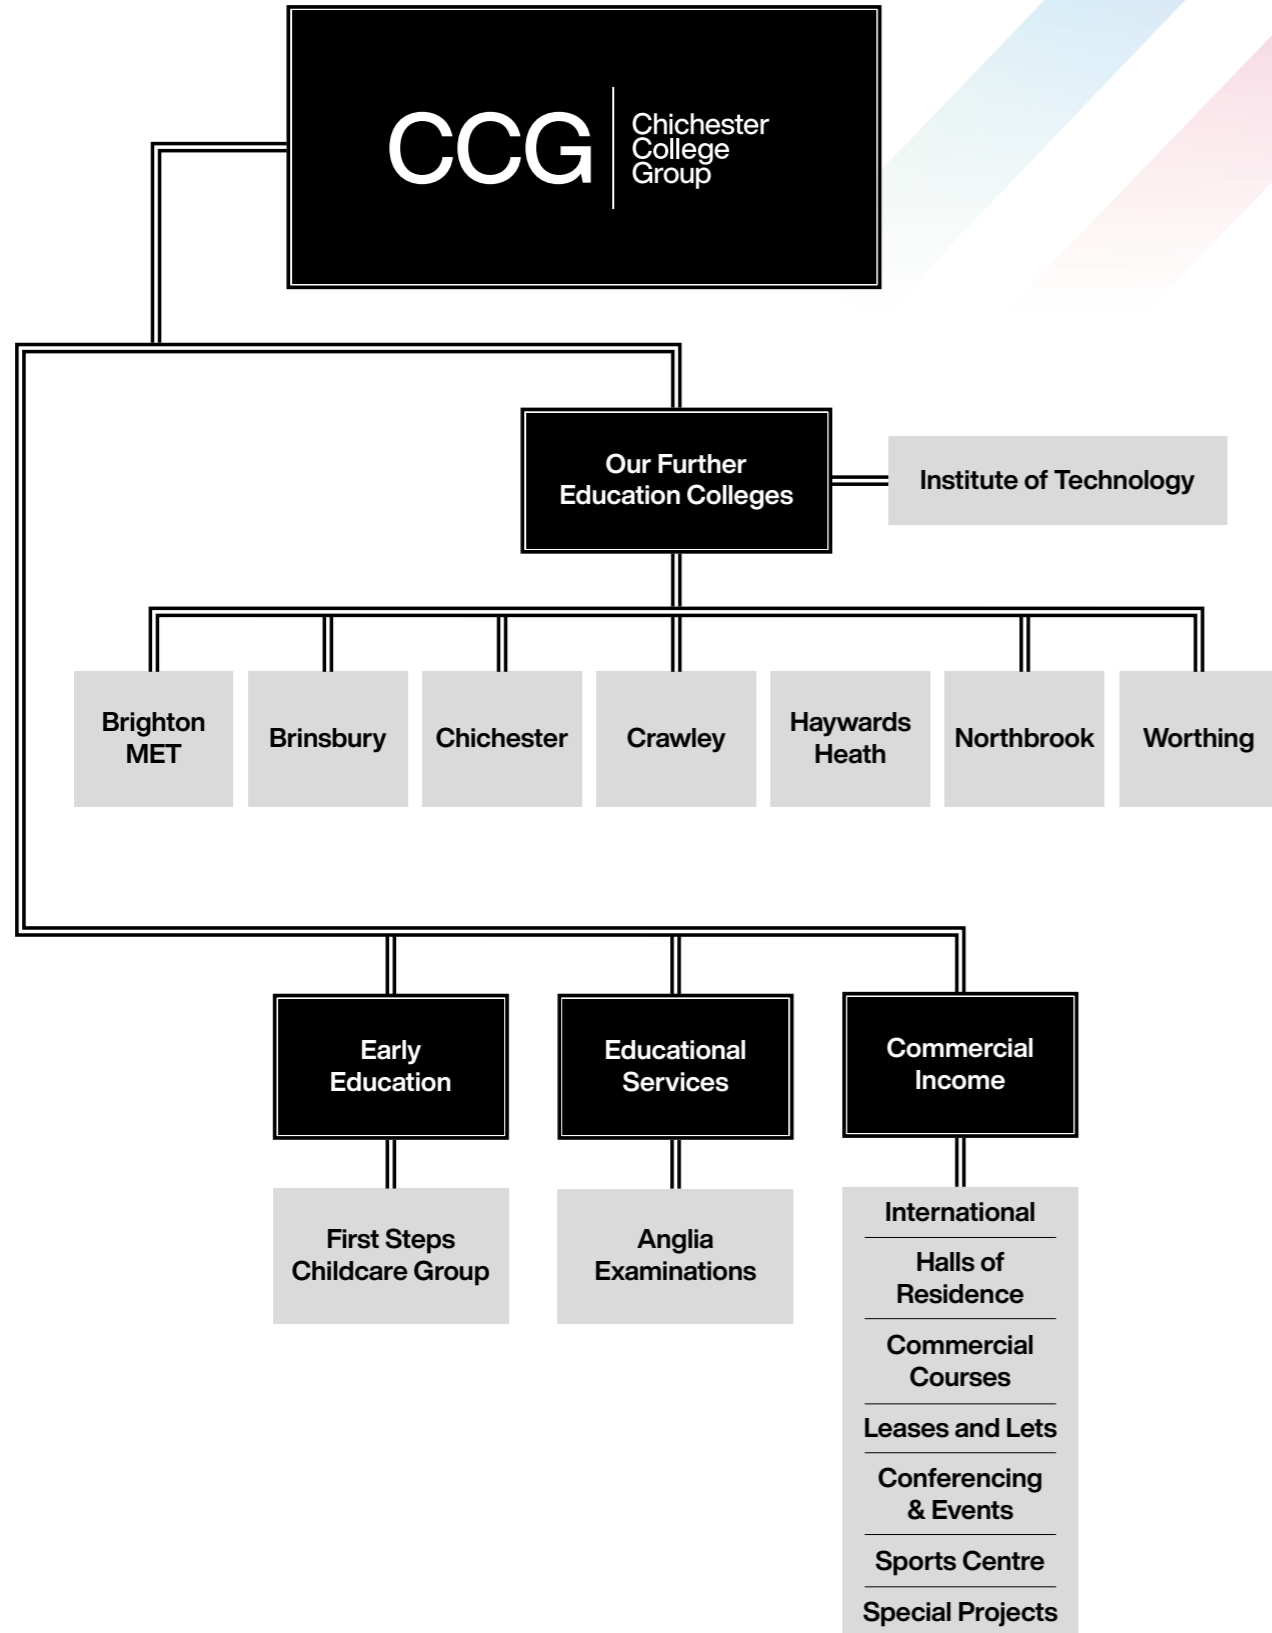 CCG
Chichester
College
Group
Our Further
Education Colleges
Institute of Technology
Brighton
MET
Brinsbury
Chichester
Crawley
Haywards
Heath
Northbrook
Worthing
Early
Education
Educational
Services
Commercial
Income
First Steps
Childcare Group
Anglia
Examinations
International
Halls of
Residence
Commercial
Courses
Leases and Lets
Conferencing
& Events
Sports Centre
Special Projects